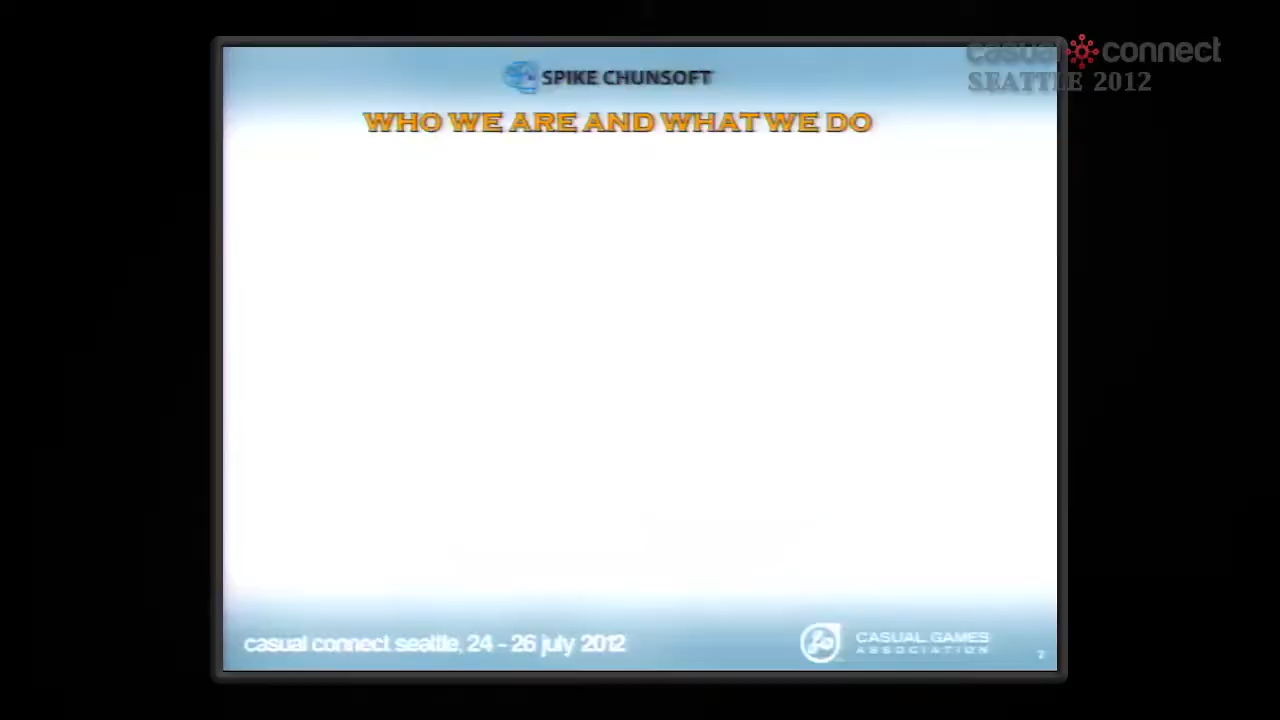 casual connect
SEATTLE 2012
SPIKE CHUNSOFT
WHO WE ARE AND WHAT WE DO
casual connect seattle, 24 - 26 july 2012
CASUAL GAMES
ASSOCIATION
2